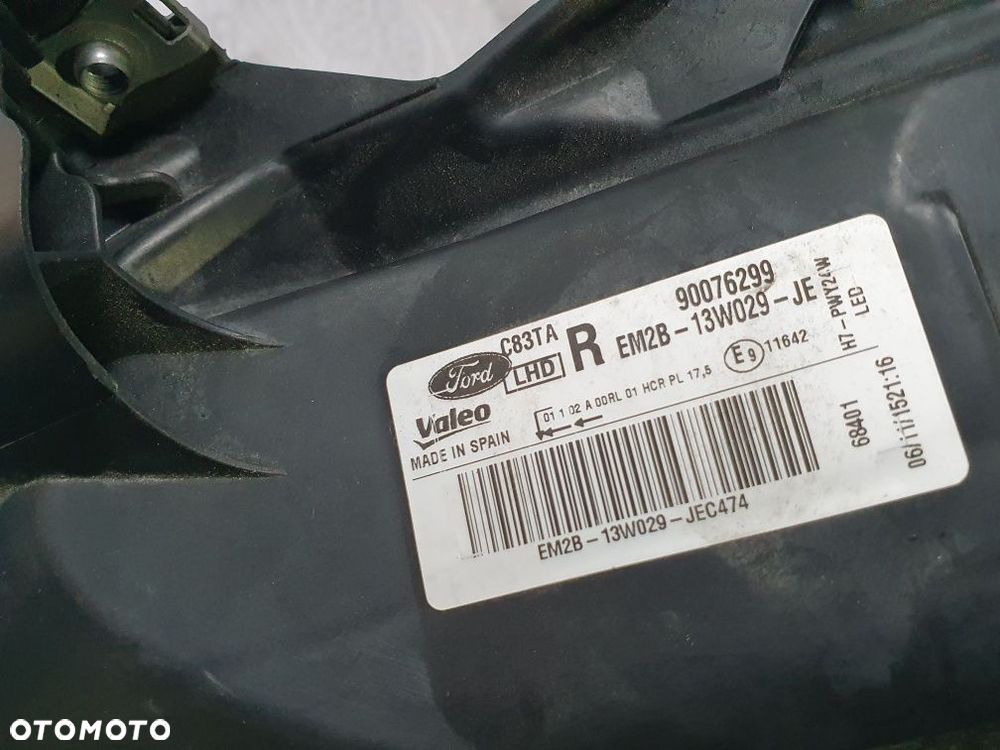 C83TA
90076299
Ford
LHD
R
EM2B-13W029-JE
Valeo
01 1 02 A 00RL 01 HCR PL 17,5
E9
11642
MADE IN SPAIN
H7-PWY24W
LED
68401
06/11/1521:16
EM2B-13W029-JEC474
OTOMOTO